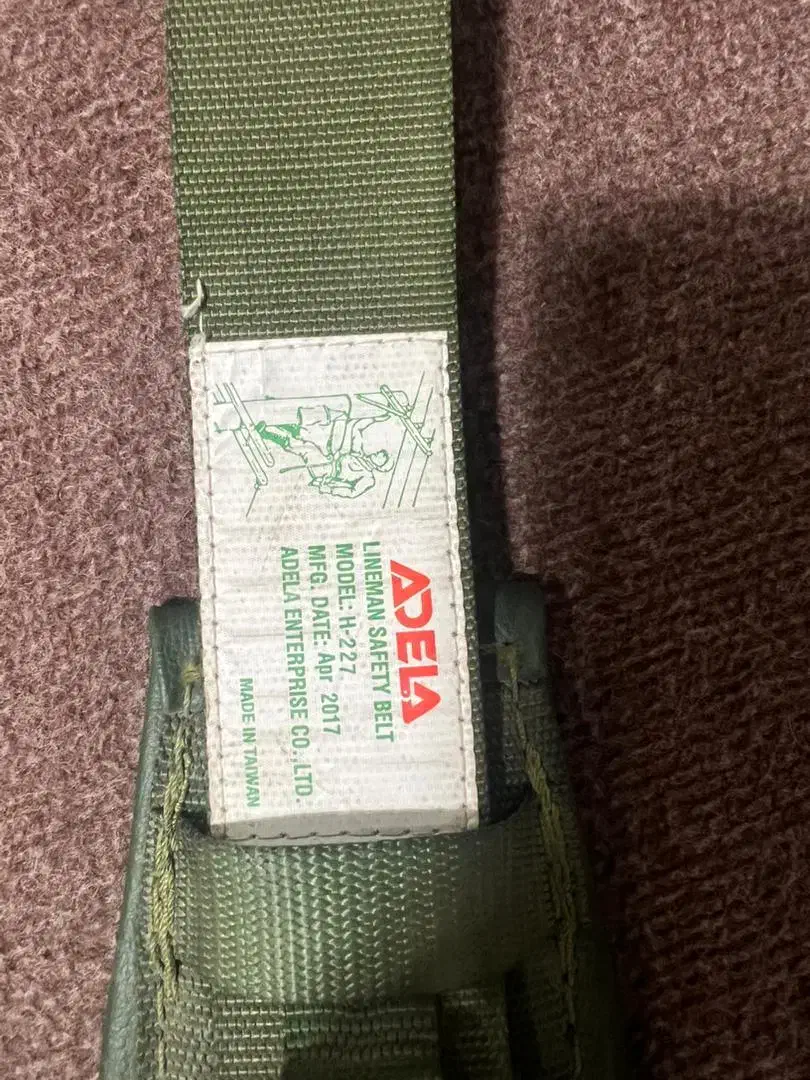 ADELA
LINEMAN SAFETY BELT
MODEL: H-227
MFG. DATE: Apr 2017
ADELA ENTERPRISE CO.,LTD.
MADE IN TAIWAN